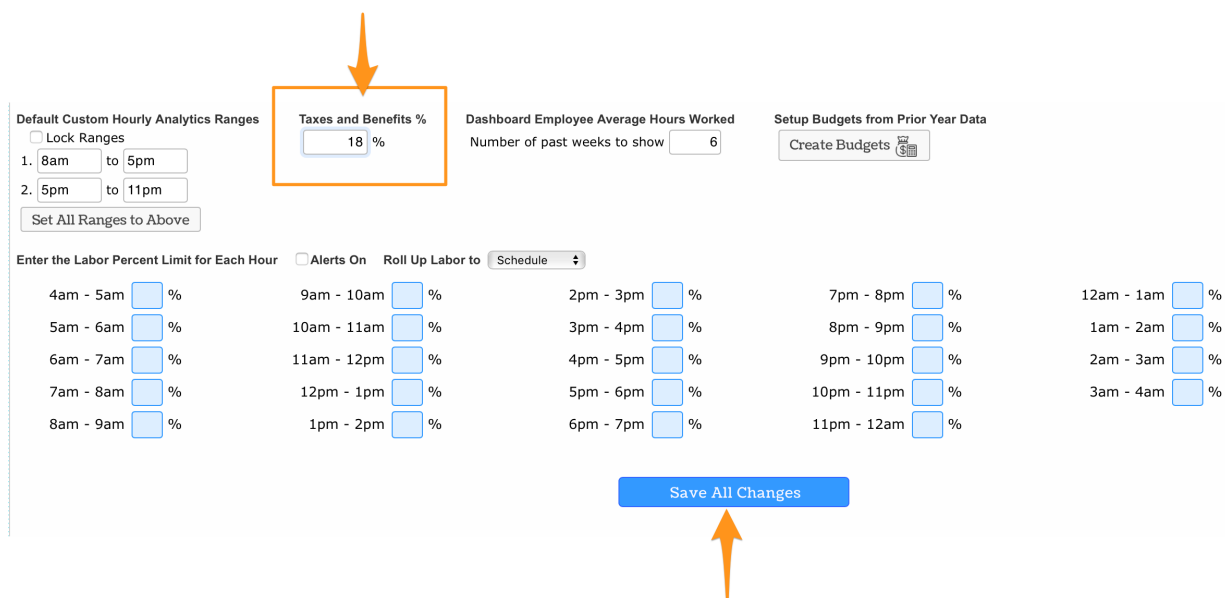 Default Custom Hourly Analytics Ranges Taxes and Benefits % Dashboard Employee Average Hours Worked Setup Budgets from Prior Year Data
Lock Ranges 18 % Number of past weeks to show 6 Create Budgets
1. 8am to 5pm
2. 5pm to 11pm
Set All Ranges to Above
Enter the Labor Percent Limit for Each Hour Alerts On Roll Up Labor to Schedule
4am - 5am % 9am - 10am % 2pm - 3pm % 7pm - 8pm % 12am - 1am %
5am - 6am % 10am - 11am % 3pm - 4pm % 8pm - 9pm % 1am - 2am %
6am - 7am % 11am - 12pm % 4pm - 5pm % 9pm - 10pm % 2am - 3am %
7am - 8am % 12pm - 1pm % 5pm - 6pm % 10pm - 11pm % 3am - 4am %
8am - 9am % 1pm - 2pm % 6pm - 7pm % 11pm - 12am %
Save All Changes